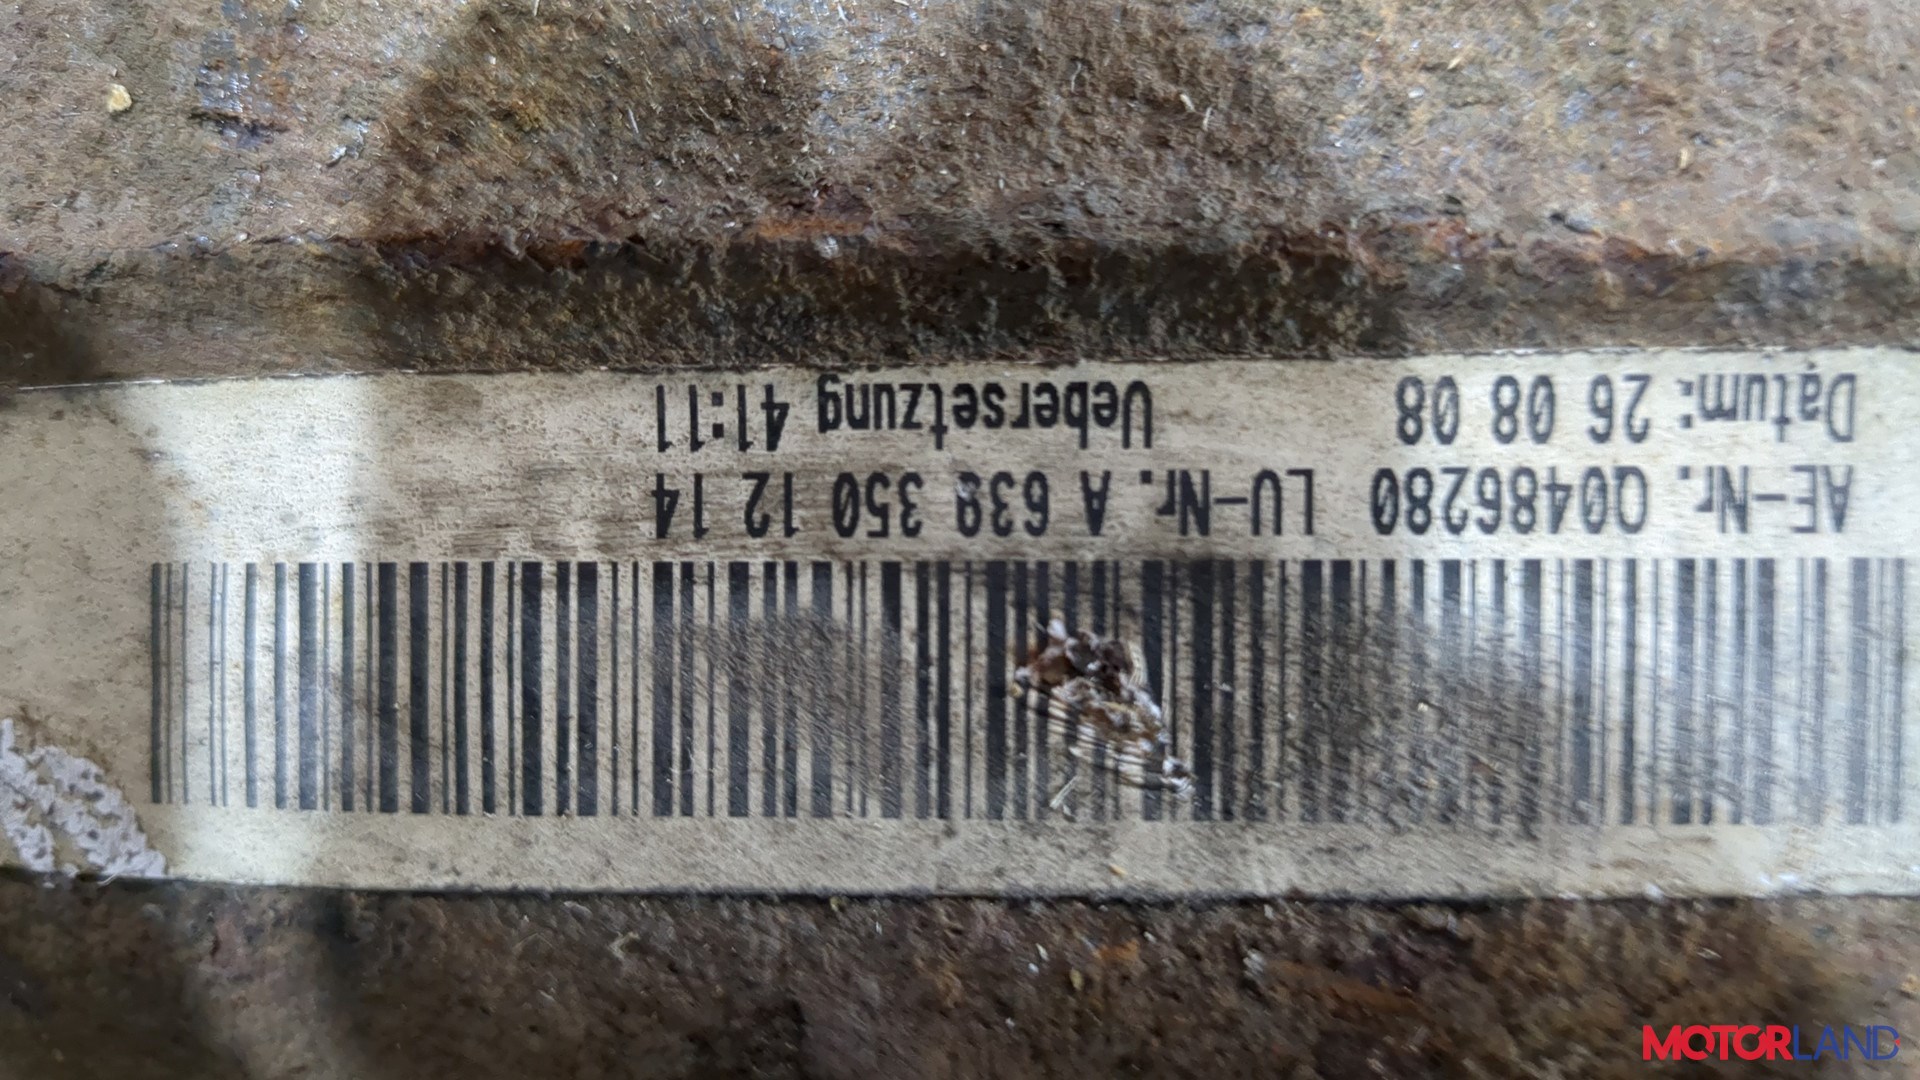 AE-Nr. Q0486280 LU-Nr. A 639 350 12 14
Datum: 26 08 08 Uebersetzung 41:11
MOTORLAND